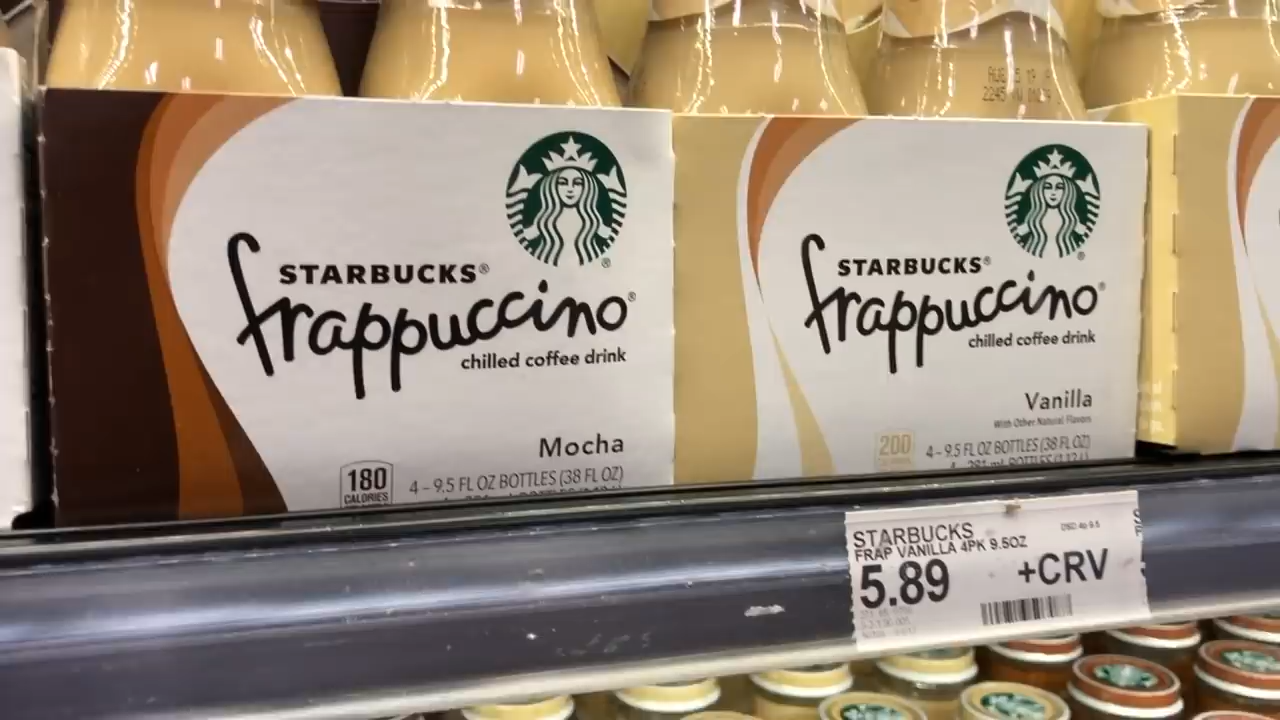 STARBUCKS®
frappuccino®
chilled coffee drink
Mocha
180
CALORIES
4-9.5 FL OZ BOTTLES (38 FL OZ)
STARBUCKS®
frappuccino®
chilled coffee drink
Vanilla
With Other Natural Flavors
200
CALORIES
4-9.5 FL OZ BOTTLES (38 FL OZ)
STARBUCKS
FRAP VANILLA 4PK 9.5OZ
5.89
+CRV